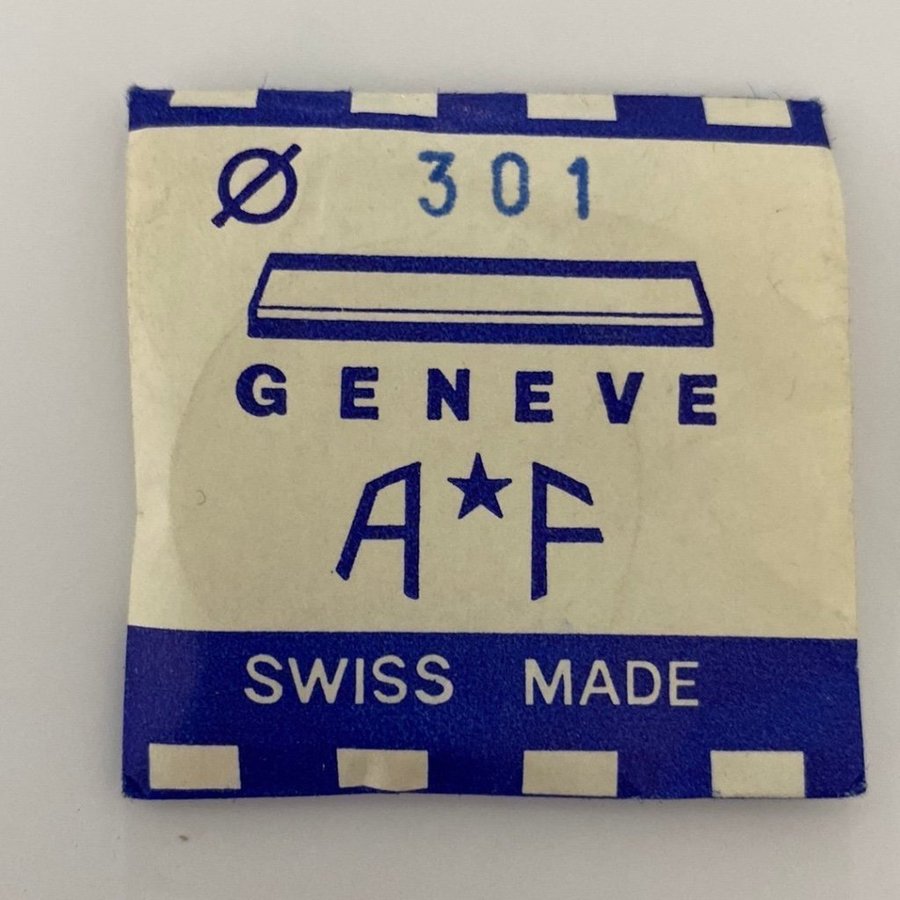 Ø 301
GENEVE
A★F
SWISS MADE